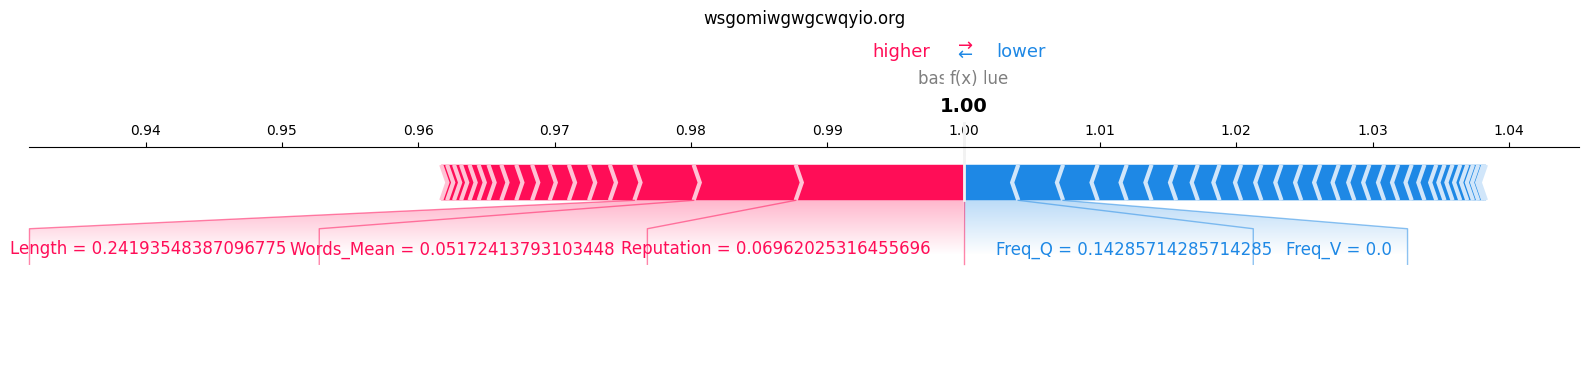 wsgomiwgwgcwqyio.org
higher ⇄ lower
f(x)
1.00
0.94 0.95 0.96 0.97 0.98 0.99 1.00 1.01 1.02 1.03 1.04
Length = 0.24193548387096775 Words_Mean = 0.05172413793103448 Reputation = 0.06962025316455696 Freq_Q = 0.14285714285714285 Freq_V = 0.0